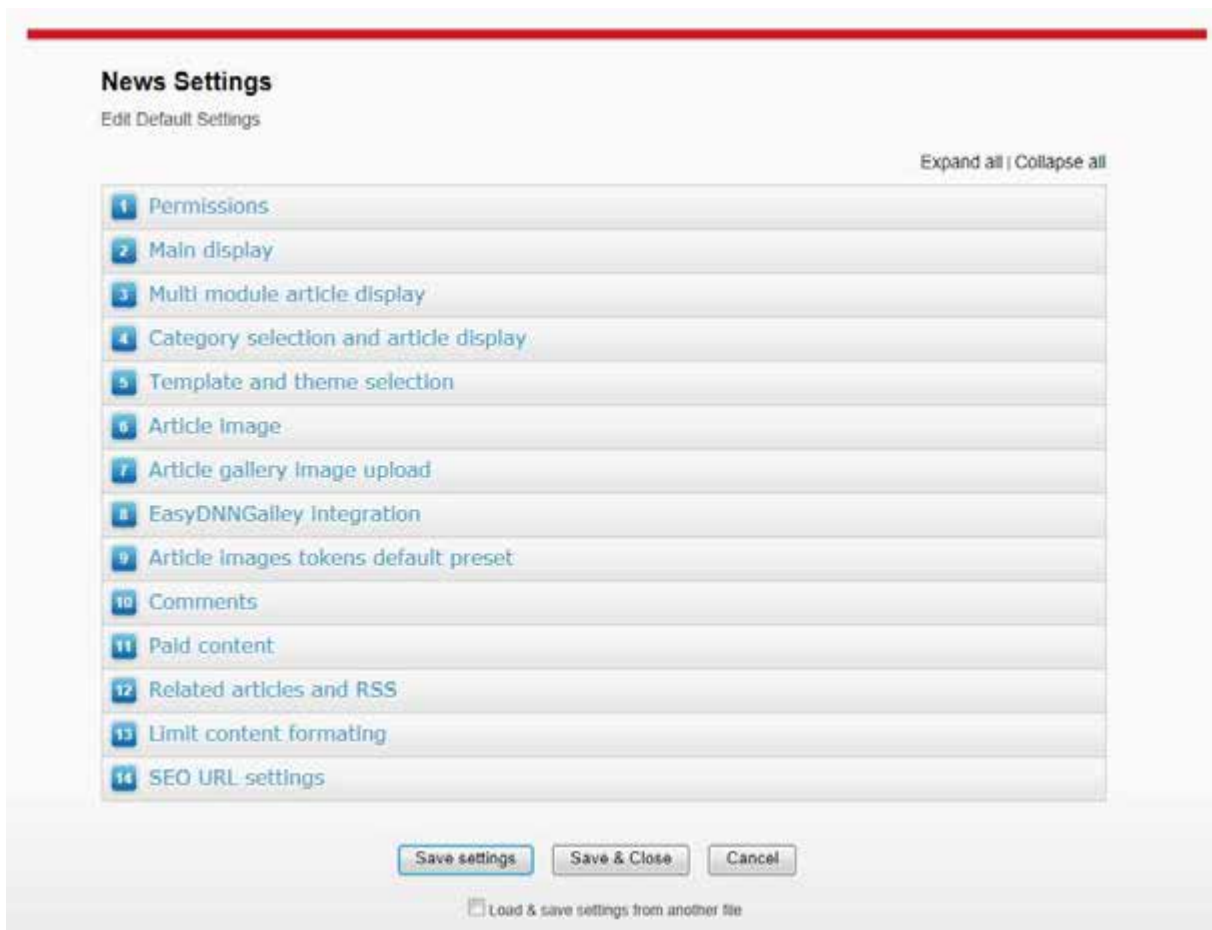 News Settings
Edit Default Settings
Expand all | Collapse all
1 Permissions
2 Main display
3 Multi module article display
4 Category selection and article display
5 Template and theme selection
6 Article image
7 Article gallery image upload
8 EasyDNNGalley integration
9 Article images tokens default preset
10 Comments
11 Paid content
12 Related articles and RSS
13 Limit content formating
14 SEO URL settings
Save settings Save & Close Cancel
Load & save settings from another file